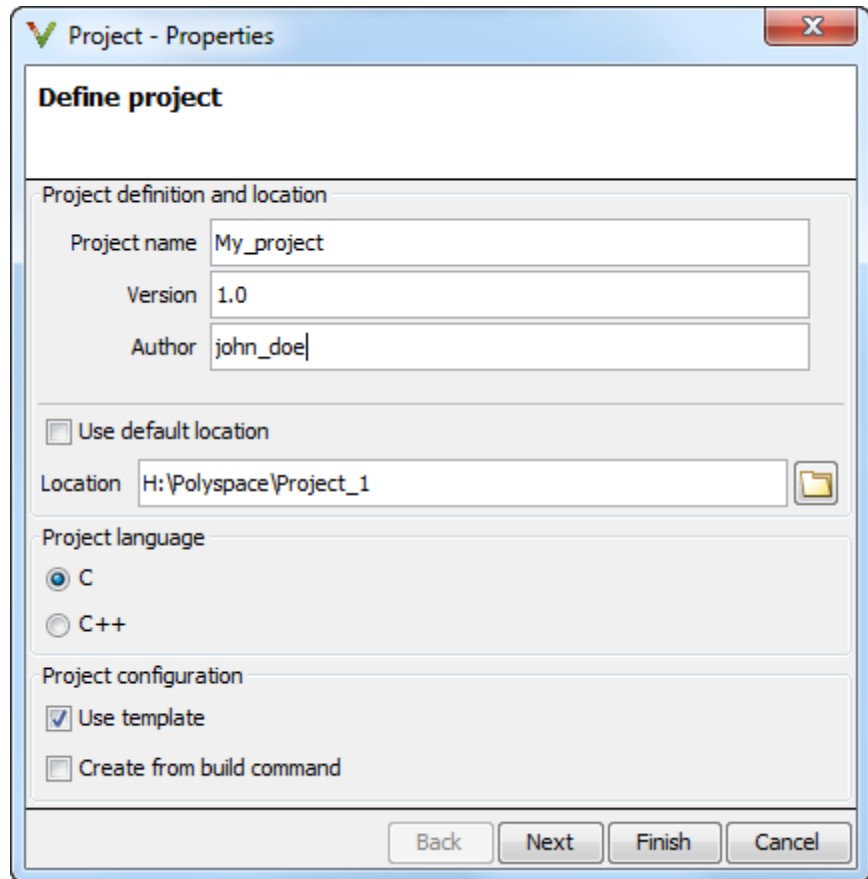 Project - Properties
Define project
Project definition and location
Project name My_project
Version 1.0
Author john_doe
Use default location
Location H:\Polyspace\Project_1
Project language
C
C++
Project configuration
Use template
Create from build command
Back Next Finish Cancel